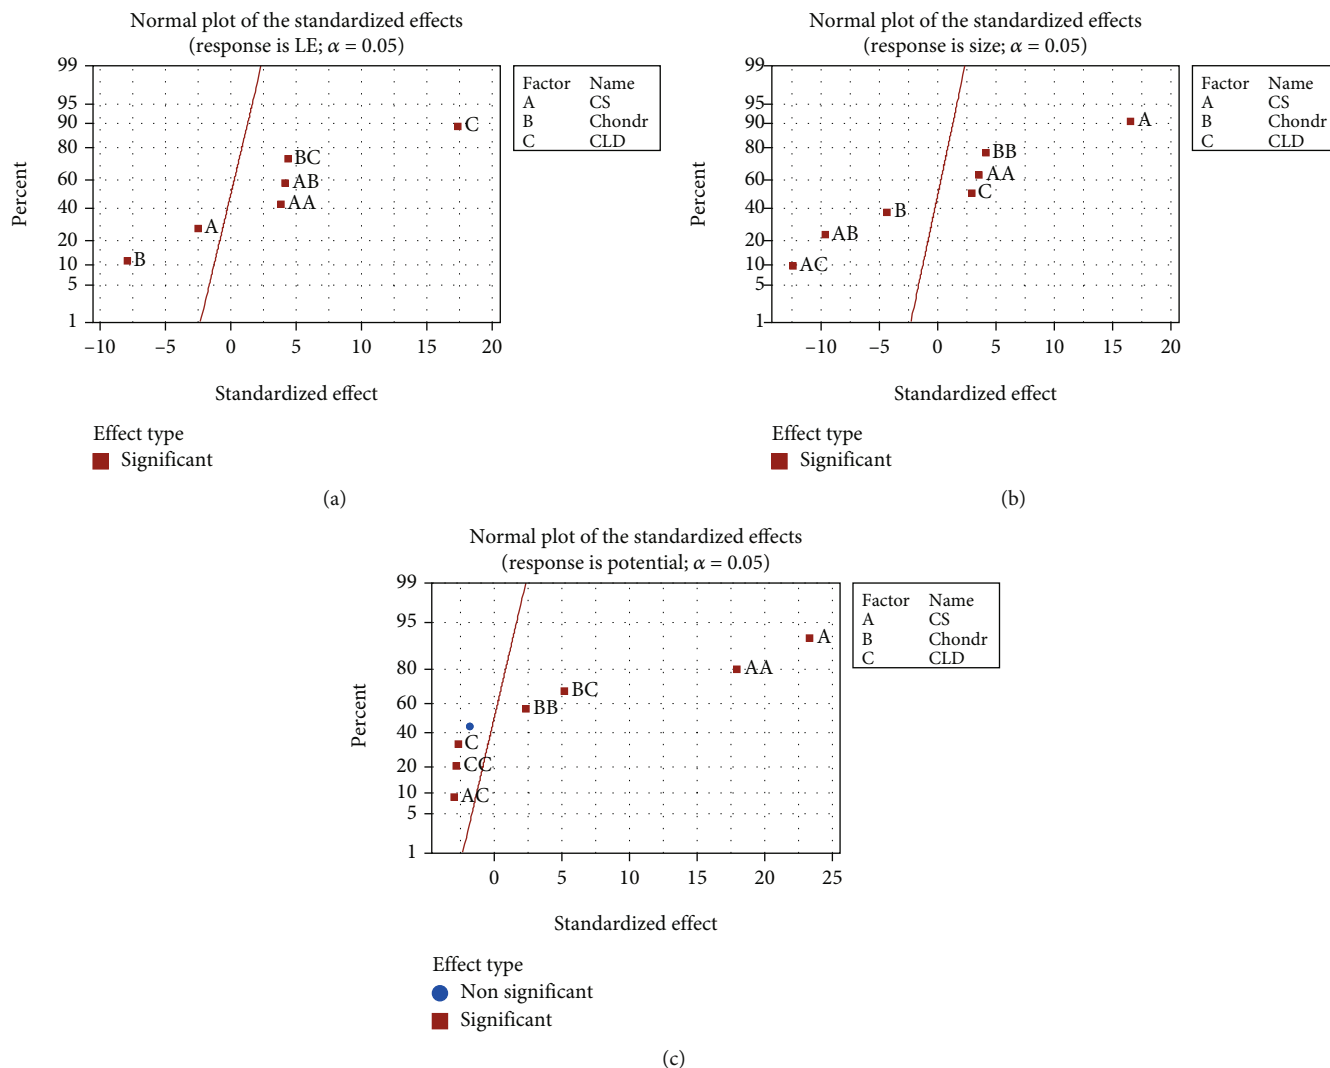 Normal plot of the standardized effects
(response is LE; α = 0.05)
99
95
90
80
60
40
20
10
5
1
Percent
C
BC
AB
AA
A
B
–10
–5
0
5
10
15
20
Standardized effect
Factor Name
A CS
B Chondr
C CLD
Effect type
Significant
(a)
Normal plot of the standardized effects
(response is size; α = 0.05)
99
95
90
80
60
40
20
10
5
1
Percent
A
BB
AA
C
B
AB
AC
–10
–5
0
5
10
15
20
Standardized effect
Factor Name
A CS
B Chondr
C CLD
Effect type
Significant
(b)
Normal plot of the standardized effects
(response is potential; α = 0.05)
99
95
80
60
40
20
10
5
1
Percent
A
AA
BC
BB
C
CC
AC
0
5
10
15
20
25
Standardized effect
Factor Name
A CS
B Chondr
C CLD
Effect type
Non significant
Significant
(c)